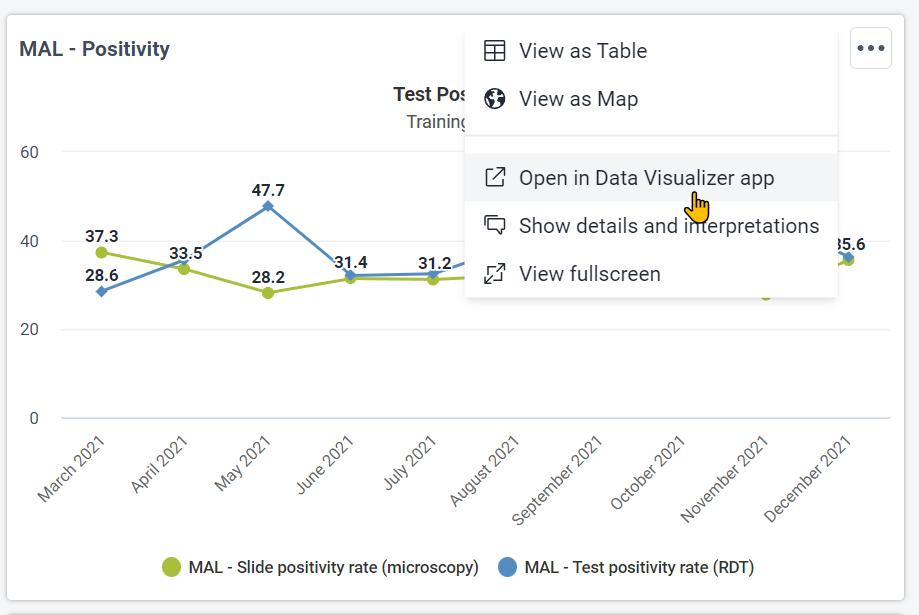 MAL - Positivity
View as Table
View as Map
Open in Data Visualizer app
Show details and interpretations
View fullscreen
Test Pos
Training
60
40
20
0
37.3
28.6
33.5
47.7
28.2
31.4
31.2
35.6
March 2021
April 2021
May 2021
June 2021
July 2021
August 2021
September 2021
October 2021
November 2021
December 2021
MAL - Slide positivity rate (microscopy)
MAL - Test positivity rate (RDT)